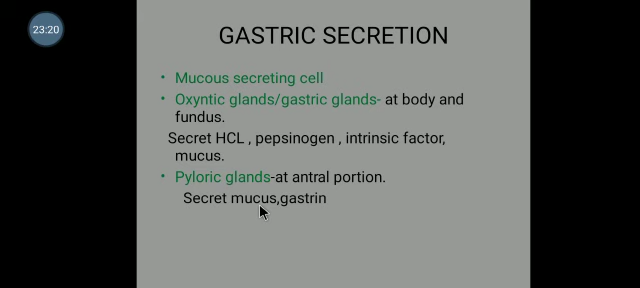 23:20
GASTRIC SECRETION
• Mucous secreting cell
• Oxyntic glands/gastric glands- at body and
fundus.
Secret HCL , pepsinogen , intrinsic factor,
mucus.
• Pyloric glands-at antral portion.
Secret mucus,gastrin